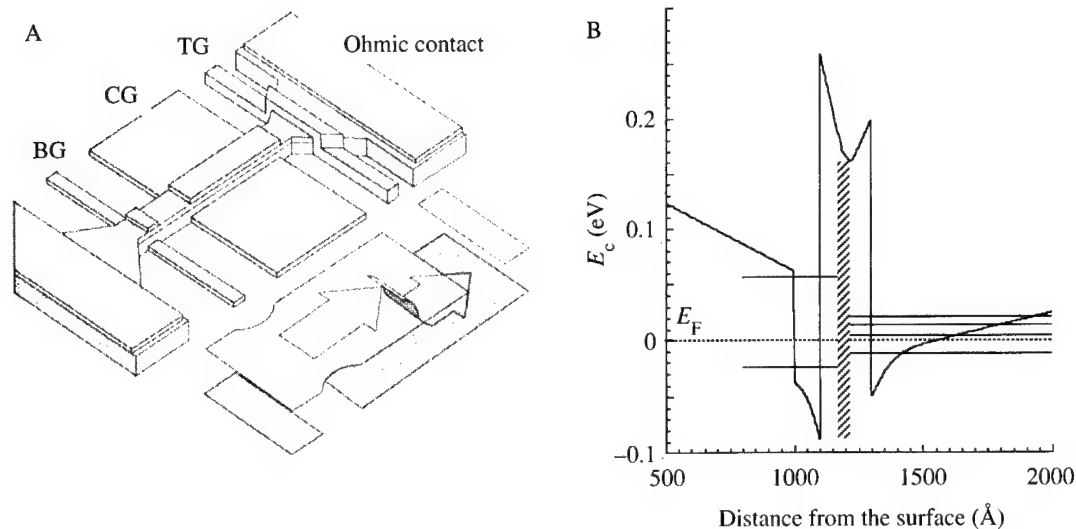 A
TG
Ohmic contact
CG
BG
B
E_c (eV)
0.2
0.1
0
−0.1
E_F
500
1000
1500
2000
Distance from the surface (Å)